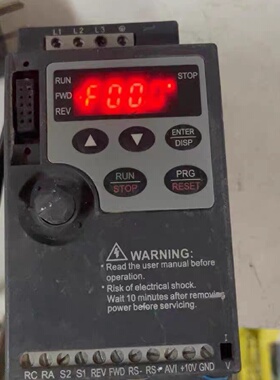 L1 L2 L3
RUN
FWD
REV
F00
STOP
ENTER
DISP
RUN
STOP
PRG
RESET
WARNING:
* Read the user manual before
operation.
* Risk of electrical shock.
Wait 10 minutes after removing
power before servicing.
RC RA S2 S1 REV FWD RS- RS+ AVI +10V GND
I
V